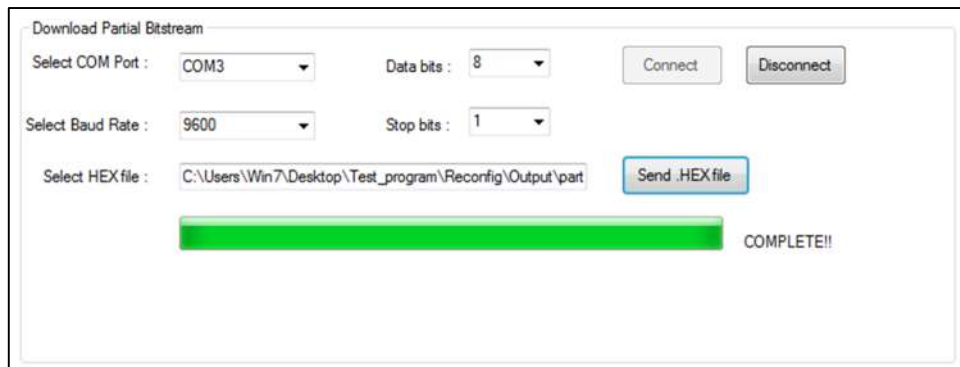 Download Partial Bitstream
Select COM Port : COM3 Data bits : 8 Connect Disconnect
Select Baud Rate : 9600 Stop bits : 1
Select HEX file : C:\Users\Win7\Desktop\Test_program\Reconfig\Output\part Send .HEX file
COMPLETE!!